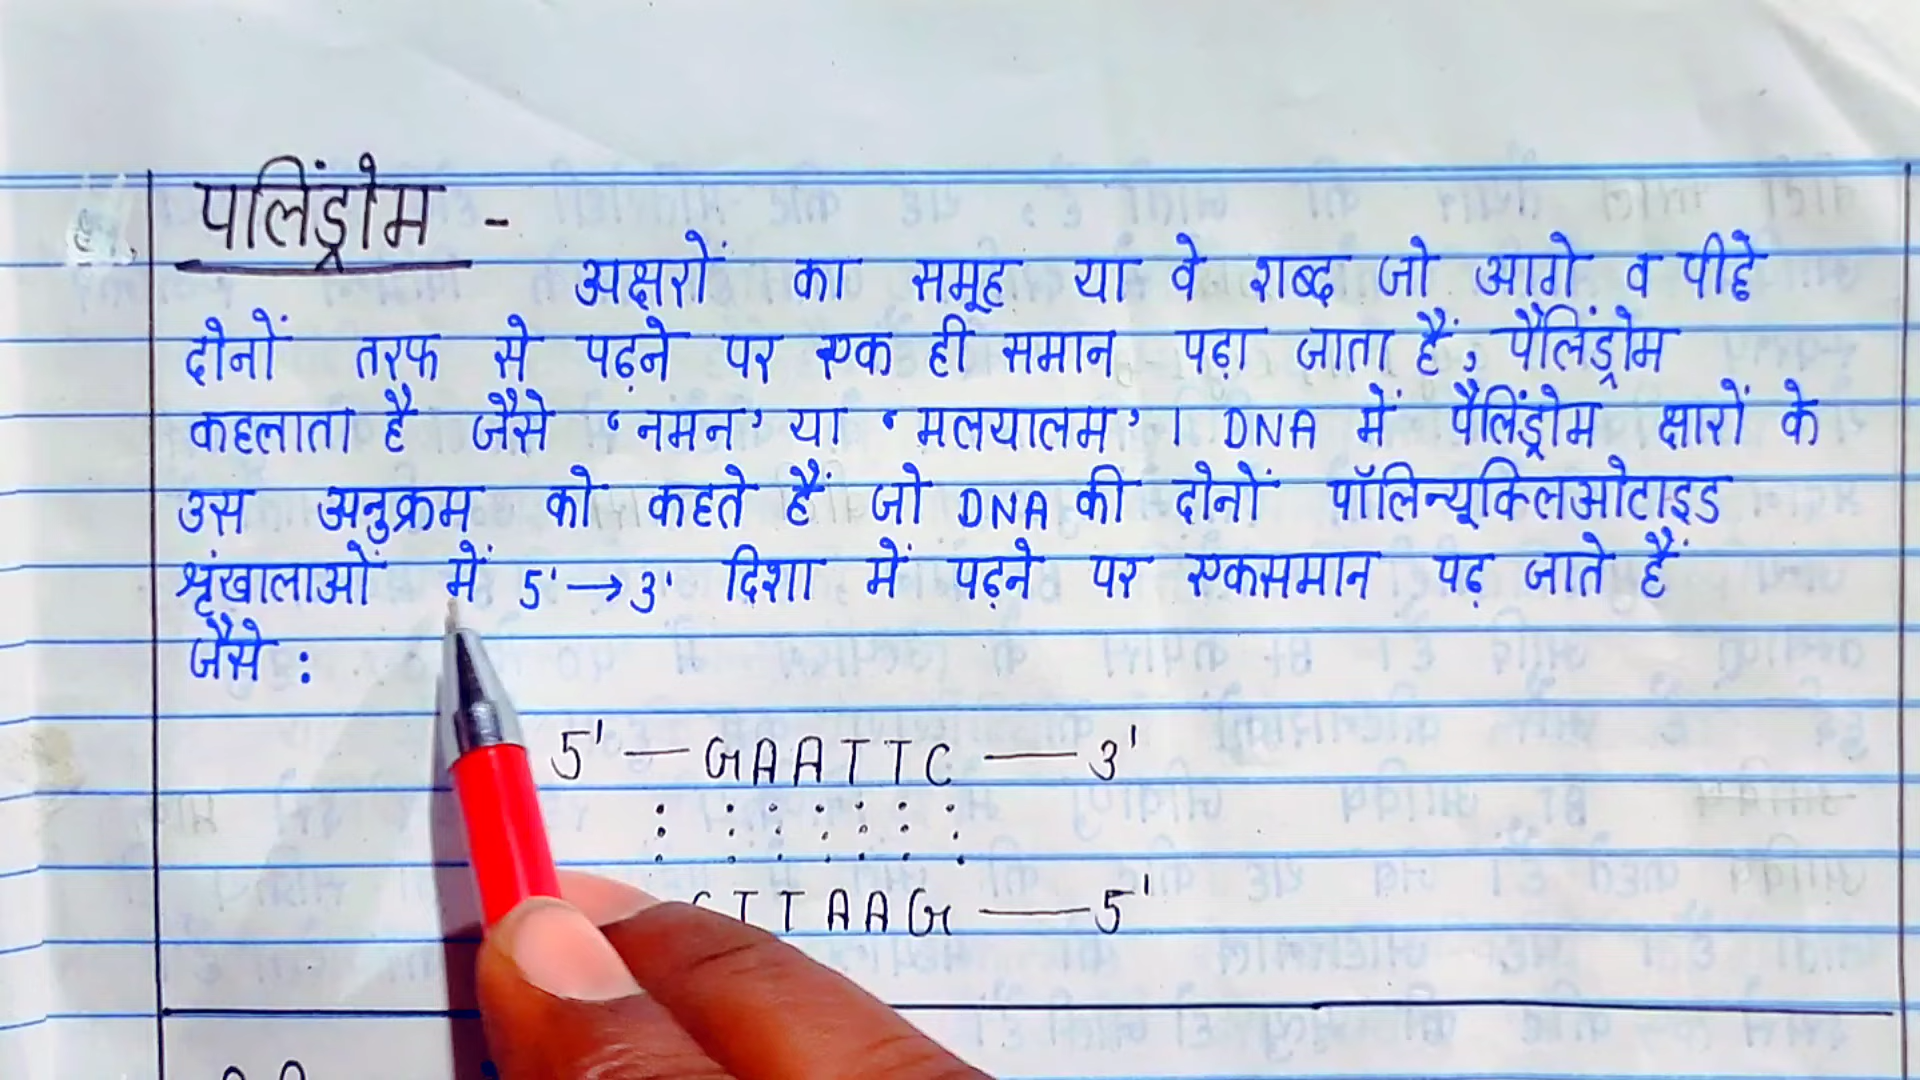 पलिंड्रोम -
अक्षरों का समूह या वे शब्द जो आगे व पीछे
दोनों तरफ से पढ़ने पर एक ही समान पढ़ा जाता हैं, पैलिंड्रोम
कहलाता है जैसे 'नमन' या 'मलयालम'। DNA में पैलिंड्रोम क्षारों के
उस अनुक्रम को कहते हैं जो DNA की दोनों पॉलिन्यूक्लिओटाइड
श्रृंखालाओं में 5'→3' दिशा में पढ़ने पर एकसमान पढ़ जाते हैं
जैसे :
5' — GAATTC — 3'
CTTAAG — 5'